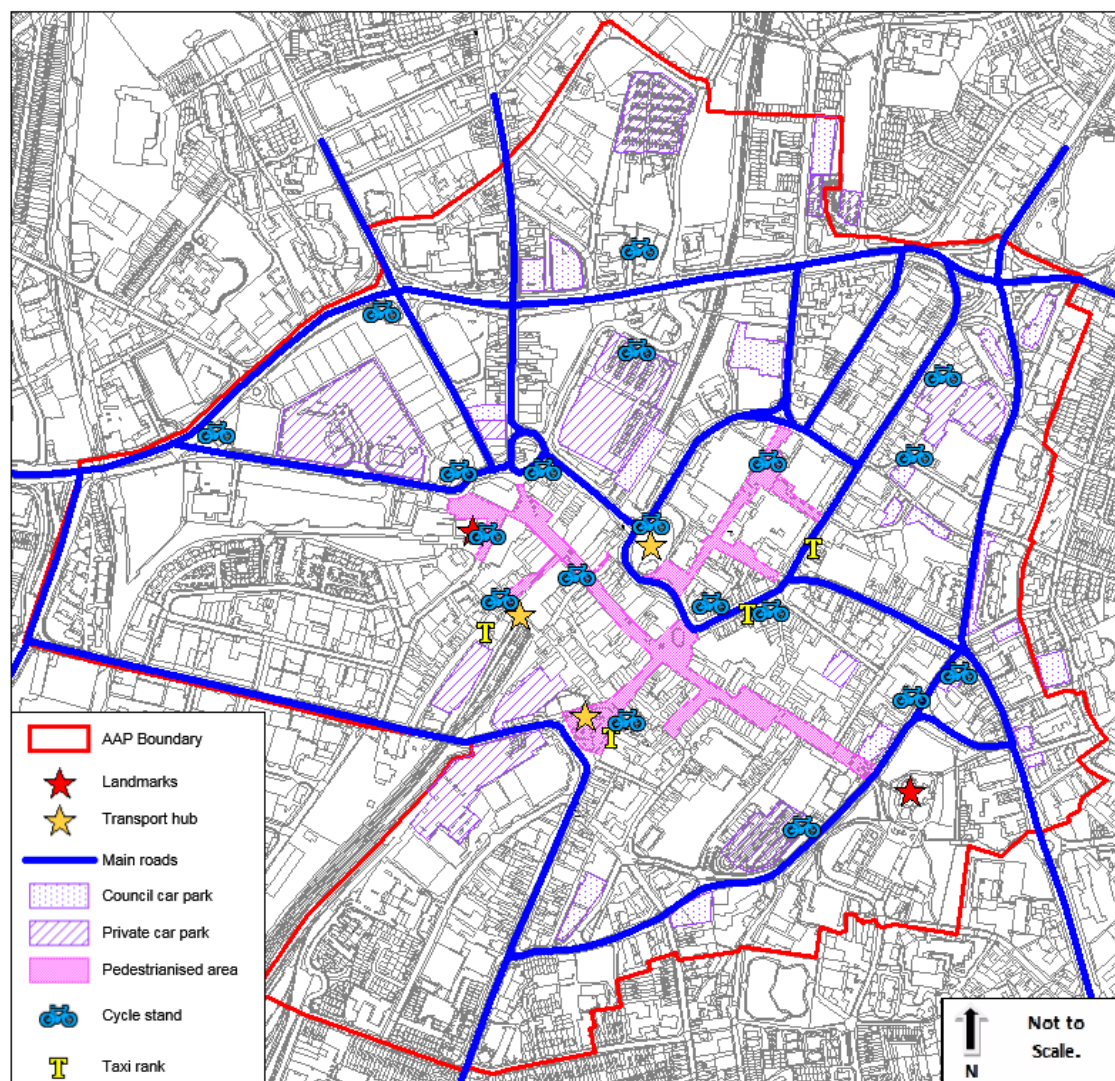 AAP Boundary
Landmarks
Transport hub
Main roads
Council car park
Private car park
Pedestrianised area
Cycle stand
T
Taxi rank
T
T
T
T
Not to
Scale.
N